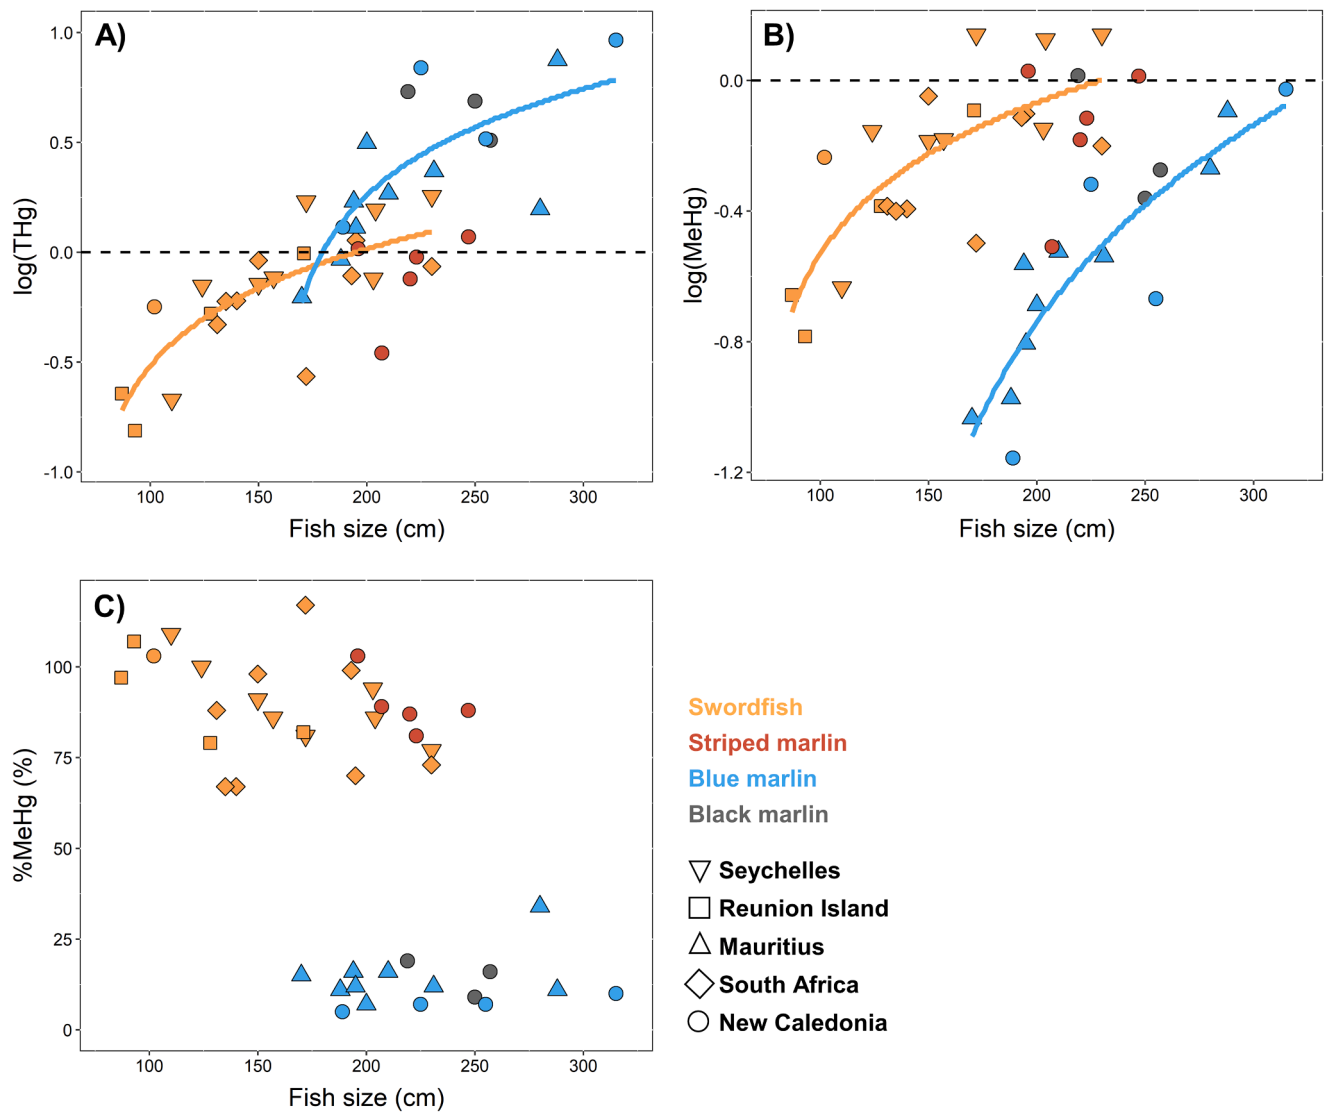 A)
1.0
0.5
0.0
-0.5
-1.0
log(THg)
100 150 200 250 300
Fish size (cm)
B)
0.0
-0.4
-0.8
-1.2
log(MeHg)
100 150 200 250 300
Fish size (cm)
C)
100
75
50
25
0
%MeHg (%)
100 150 200 250 300
Fish size (cm)
Swordfish
Striped marlin
Blue marlin
Black marlin
Seychelles
Reunion Island
Mauritius
South Africa
New Caledonia